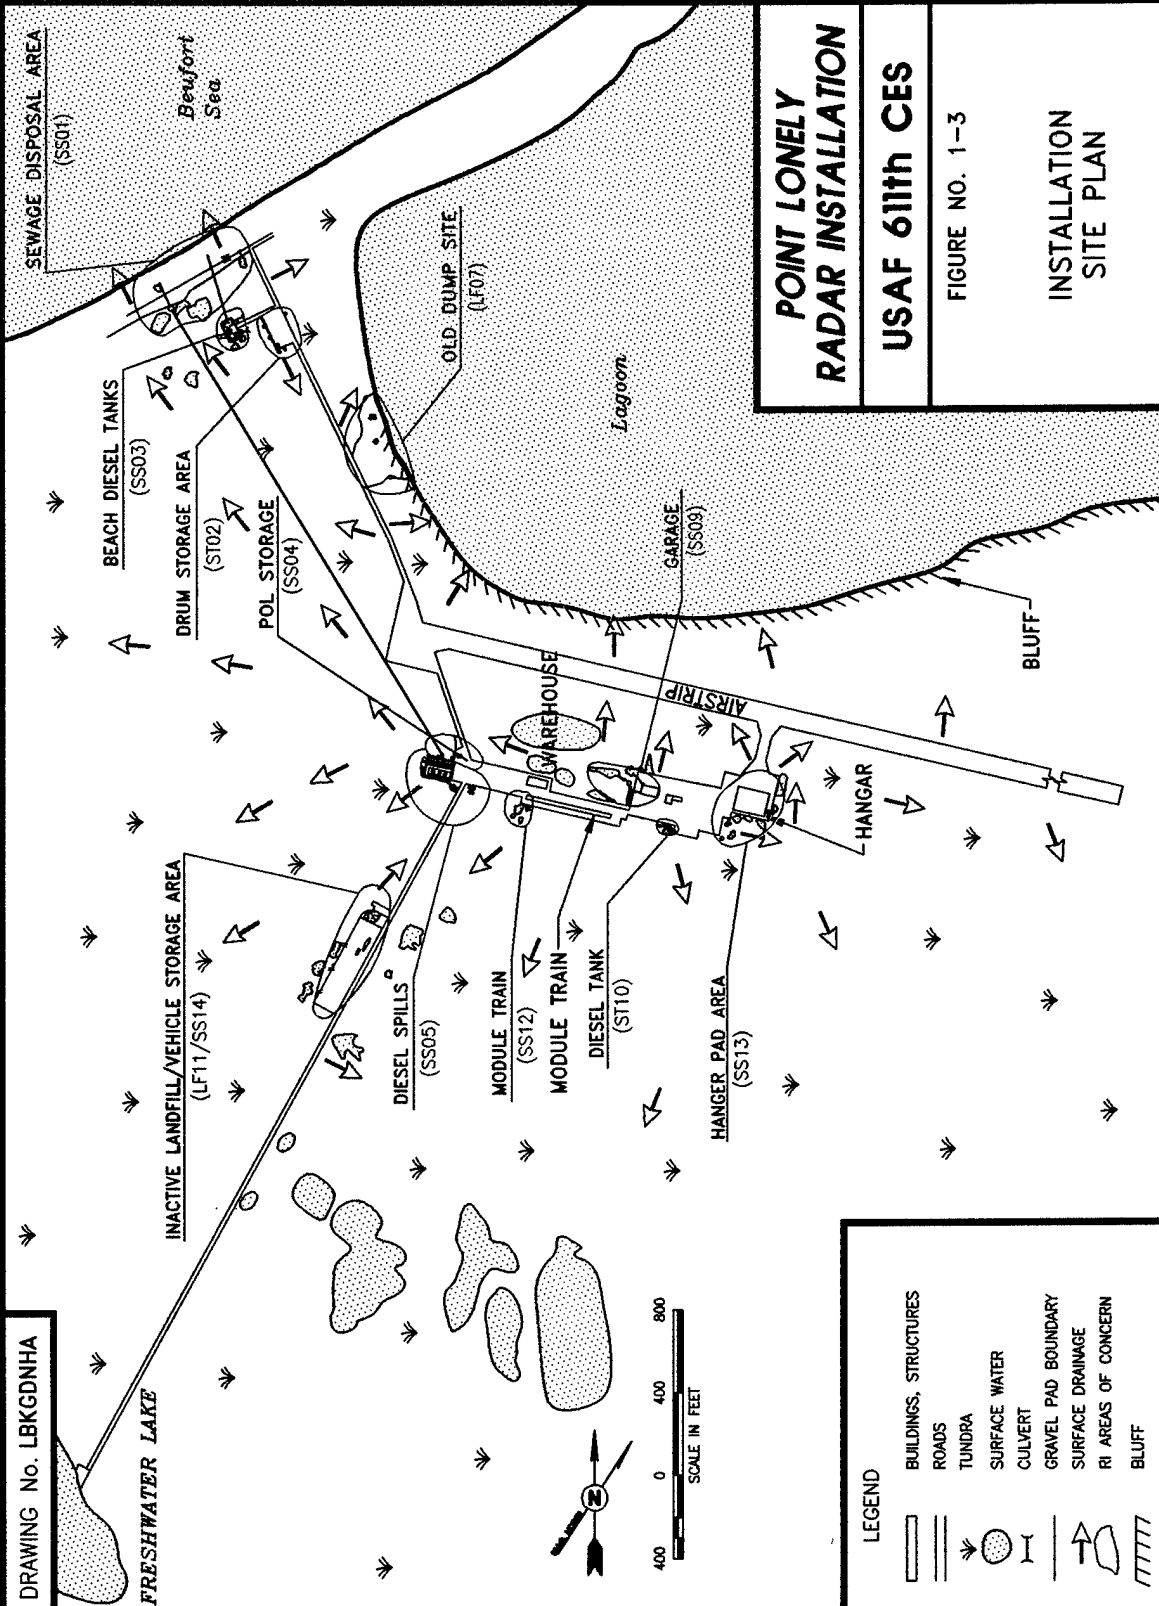 DRAWING No. LBKGDNHA
FRESHWATER LAKE
SEWAGE DISPOSAL AREA
(SS01)
Beufort
Sea
BEACH DIESEL TANKS
(SS03)
DRUM STORAGE AREA
(ST02)
POL STORAGE
(SS04)
OLD DUMP SITE
(LF07)
Lagoon
INACTIVE LANDFILL/VEHICLE STORAGE AREA
(LF11/SS14)
DIESEL SPILLS
(SS05)
MODULE TRAIN
(SS12)
MODULE TRAIN
DIESEL TANK
(ST10)
HANGER PAD AREA
(SS13)
WAREHOUSE
GARAGE
(SS09)
AIRSTRIP
HANGAR
BLUFF
N
400 0 400 800
SCALE IN FEET
LEGEND
BUILDINGS, STRUCTURES
ROADS
TUNDRA
SURFACE WATER
CULVERT
GRAVEL PAD BOUNDARY
SURFACE DRAINAGE
RI AREAS OF CONCERN
BLUFF
POINT LONELY
RADAR INSTALLATION
USAF 611th CES
FIGURE NO. 1-3
INSTALLATION
SITE PLAN